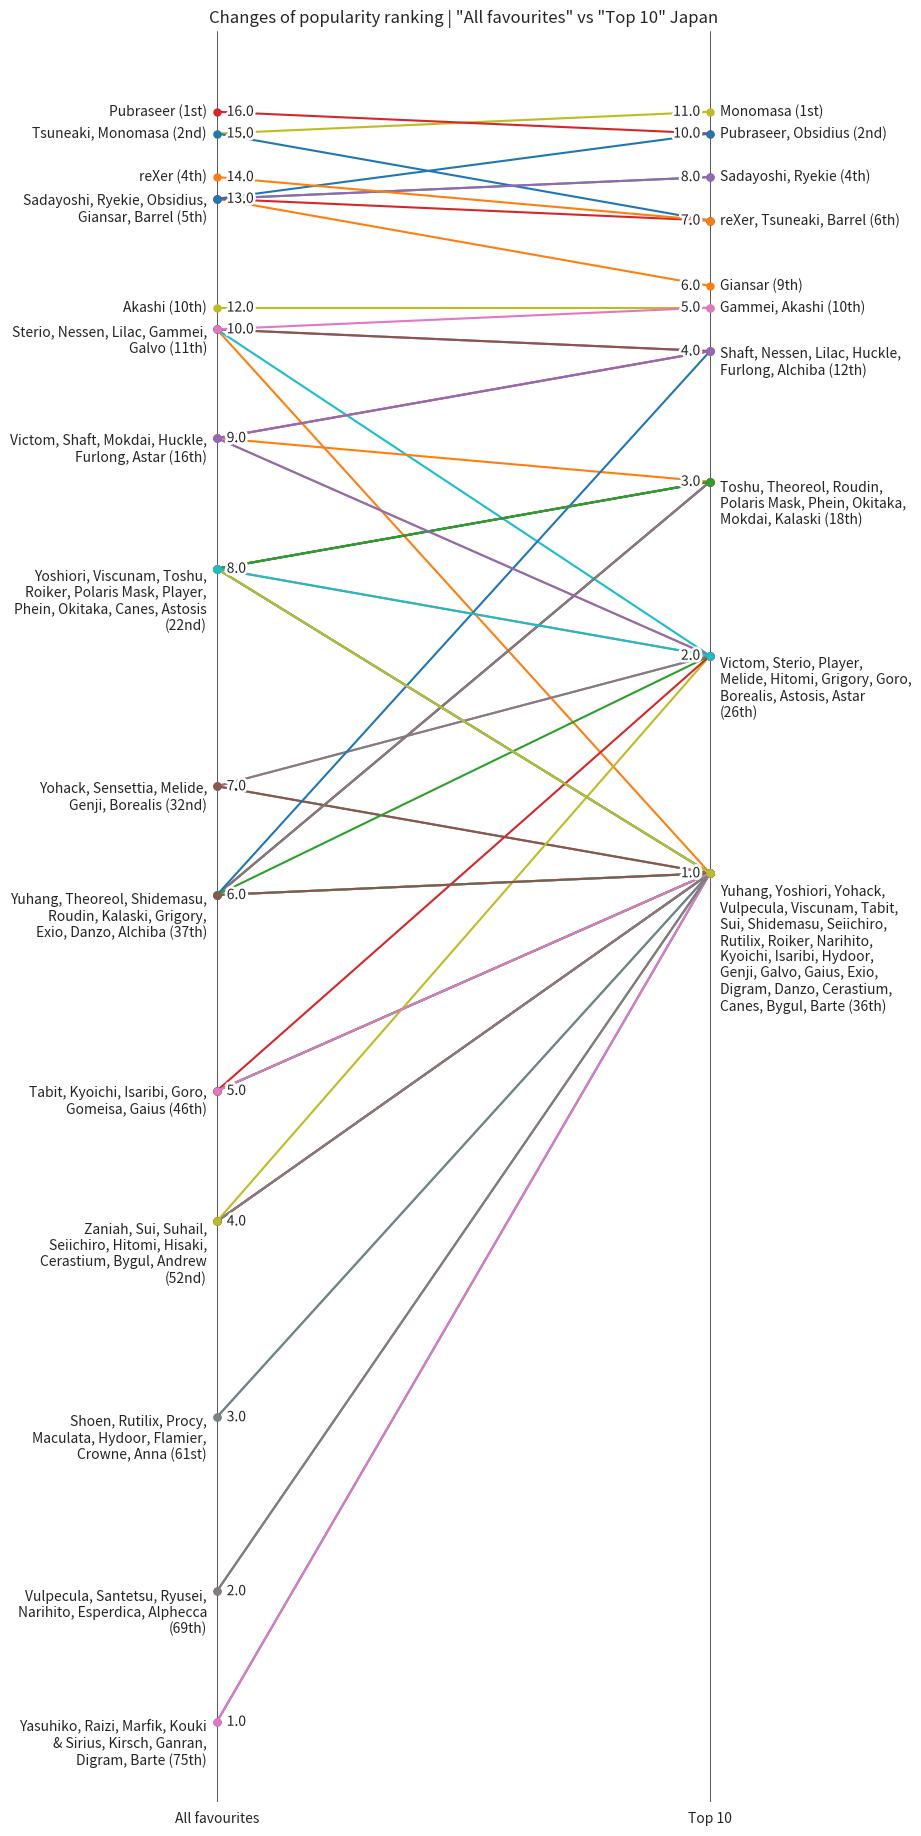 Changes of popularity ranking | "All favourites" vs "Top 10" Japan
Pubraseer (1st)
16.0
11.0
Monomasa (1st)
Tsuneaki, Monomasa (2nd)
15.0
10.0
Pubraseer, Obsidius (2nd)
reXer (4th)
14.0
8.0
Sadayoshi, Ryekie (4th)
Sadayoshi, Ryekie, Obsidius,
Giansar, Barrel (5th)
13.0
7.0
reXer, Tsuneaki, Barrel (6th)
6.0
Giansar (9th)
Akashi (10th)
12.0
5.0
Gammei, Akashi (10th)
Sterio, Nessen, Lilac, Gammei,
Galvo (11th)
10.0
4.0
Shaft, Nessen, Lilac, Huckle,
Furlong, Alchiba (12th)
Victom, Shaft, Mokdai, Huckle,
Furlong, Astar (16th)
9.0
3.0
Toshu, Theoreol, Roudin,
Polaris Mask, Phein, Okitaka,
Mokdai, Kalaski (18th)
Yoshiori, Viscunam, Toshu,
Roiker, Polaris Mask, Player,
Phein, Okitaka, Canes, Astosis
(22nd)
8.0
2.0
Victom, Sterio, Player,
Melide, Hitomi, Grigory, Goro,
Borealis, Astosis, Astar
(26th)
Yohack, Sensettia, Melide,
Genji, Borealis (32nd)
7.0
1.0
Yuhang, Yoshiori, Yohack,
Vulpecula, Viscunam, Tabit,
Sui, Shidemasu, Seiichiro,
Rutilix, Roiker, Narihito,
Kyoichi, Isaribi, Hydoor,
Genji, Galvo, Gaius, Exio,
Digram, Danzo, Cerastium,
Canes, Bygul, Barte (36th)
Yuhang, Theoreol, Shidemasu,
Roudin, Kalaski, Grigory,
Exio, Danzo, Alchiba (37th)
6.0
Tabit, Kyoichi, Isaribi, Goro,
Gomeisa, Gaius (46th)
5.0
Zaniah, Sui, Suhail,
Seiichiro, Hitomi, Hisaki,
Cerastium, Bygul, Andrew
(52nd)
4.0
Shoen, Rutilix, Procy,
Maculata, Hydoor, Flamier,
Crowne, Anna (61st)
3.0
Vulpecula, Santetsu, Ryusei,
Narihito, Esperdica, Alphecca
(69th)
2.0
Yasuhiko, Raizi, Marfik, Kouki
& Sirius, Kirsch, Ganran,
Digram, Barte (75th)
1.0
All favourites
Top 10